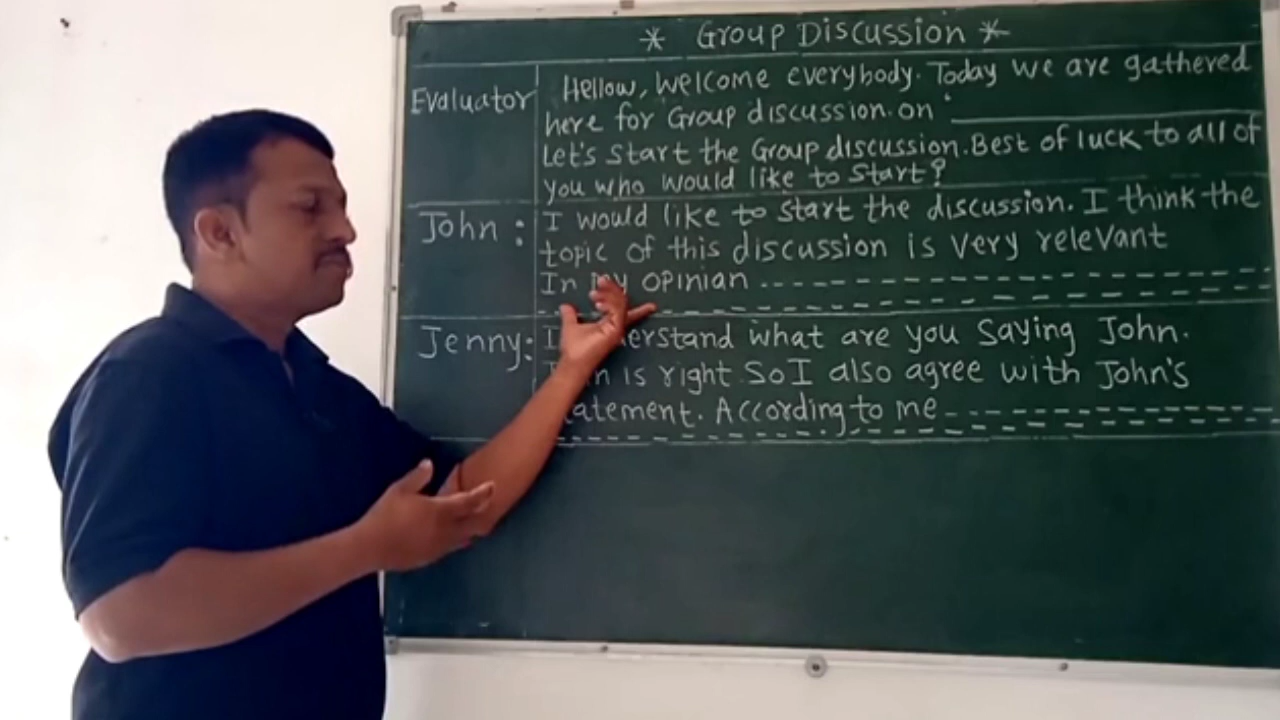 * Group Discussion *
Evaluator
Hellow, welcome everybody. Today we are gathered
here for Group discussion.on ' ________
Let's start the Group discussion. Best of luck to all of
you who would like to start?
John :
I would like to start the discussion. I think the
topic of this discussion is very relevant
In my opinian ------------
Jenny:
I what are you saying John.
is right So I also agree with John's
According to me ------------